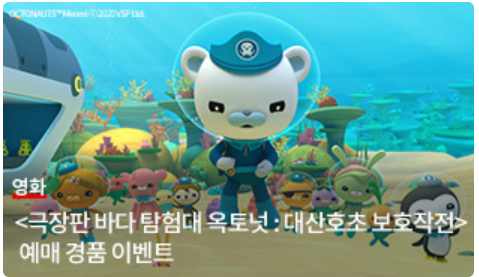 OCTONAUTS™ Meomi ⓒ2020 VSP Ltd.
영화
<극장판 바다 탐험대 옥토넛 : 대산호초 보호작전>
예매 경품 이벤트